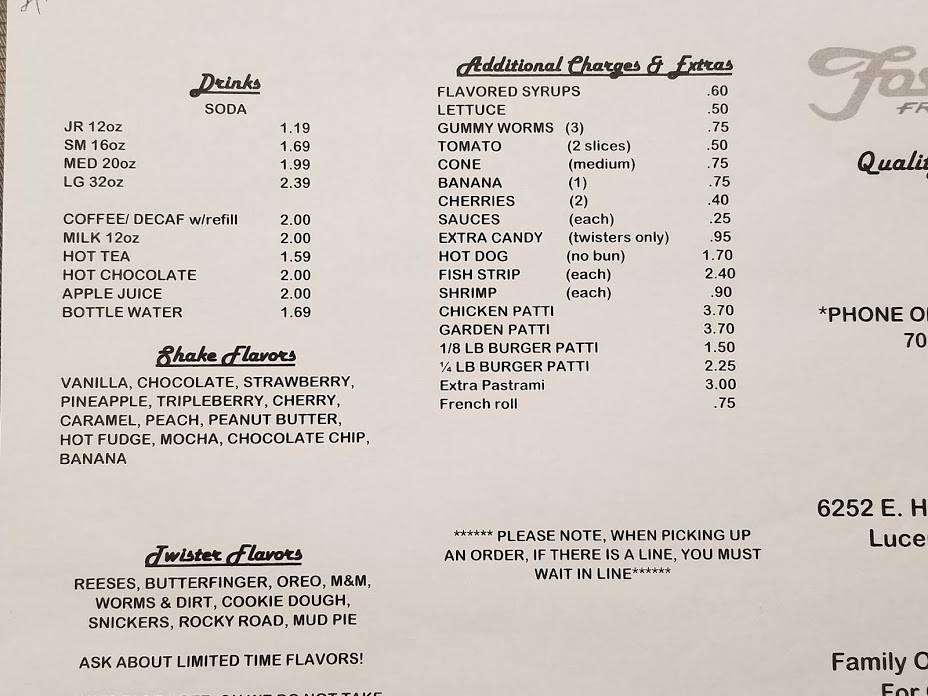 Drinks
SODA
JR 12oz 1.19
SM 16oz 1.69
MED 20oz 1.99
LG 32oz 2.39
COFFEE/ DECAF w/refill 2.00
MILK 12oz 2.00
HOT TEA 1.59
HOT CHOCOLATE 2.00
APPLE JUICE 2.00
BOTTLE WATER 1.69
Shake Flavors
VANILLA, CHOCOLATE, STRAWBERRY,
PINEAPPLE, TRIPLEBERRY, CHERRY,
CARAMEL, PEACH, PEANUT BUTTER,
HOT FUDGE, MOCHA, CHOCOLATE CHIP,
BANANA
Twister Flavors
REESES, BUTTERFINGER, OREO, M&M,
WORMS & DIRT, COOKIE DOUGH,
SNICKERS, ROCKY ROAD, MUD PIE
ASK ABOUT LIMITED TIME FLAVORS!
Additional Charges & Extras
FLAVORED SYRUPS .60
LETTUCE .50
GUMMY WORMS (3) .75
TOMATO (2 slices) .50
CONE (medium) .75
BANANA (1) .75
CHERRIES (2) .40
SAUCES (each) .25
EXTRA CANDY (twisters only) .95
HOT DOG (no bun) 1.70
FISH STRIP (each) 2.40
SHRIMP (each) .90
CHICKEN PATTI 3.70
GARDEN PATTI 3.70
1/8 LB BURGER PATTI 1.50
¼ LB BURGER PATTI 2.25
Extra Pastrami 3.00
French roll .75
****** PLEASE NOTE, WHEN PICKING UP
AN ORDER, IF THERE IS A LINE, YOU MUST
WAIT IN LINE******
Fos
FR
Qualit
*PHONE O
70
6252 E. H
Luce
Family O
For